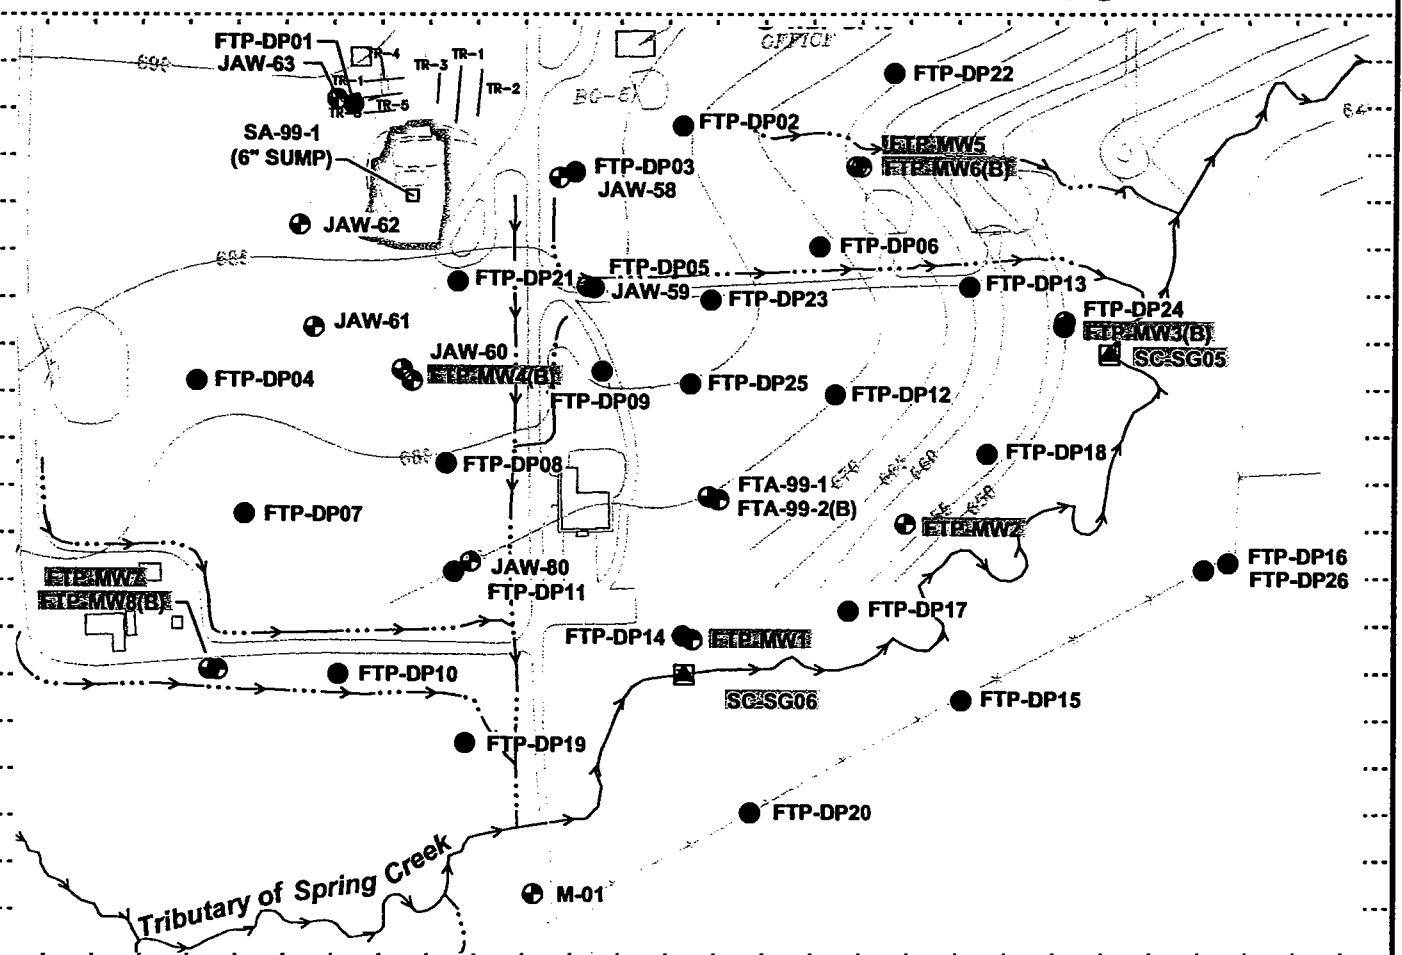 OFFICE
FTP-DP01
JAW-63
TR-4
TR-1
TR-3
TR-1
TR-2
TR-5
690
BG-6
FTP-DP22
FTP-DP02
SA-99-1
(6" SUMP)
FTP-MW5
FTP-MW6(B)
FTP-DP03
JAW-58
JAW-62
FTP-DP06
FTP-DP21
FTP-DP05
JAW-59
FTP-DP23
FTP-DP13
FTP-DP24
FTP-MW3(B)
SC-SG05
JAW-61
JAW-60
FTP-MW4(B)
FTP-DP04
FTP-DP09
FTP-DP25
FTP-DP12
FTP-DP08
FTP-DP18
670
660
650
FTA-99-1
FTA-99-2(B)
FTP-DP07
FTP-MW2
JAW-80
FTP-DP11
FTP-DP16
FTP-DP26
FTP-MW7
FTP-MW8(B)
FTP-DP17
FTP-DP14
FTP-MW1
FTP-DP10
SC-SG06
FTP-DP15
FTP-DP19
FTP-DP20
Tributary of Spring Creek
M-01